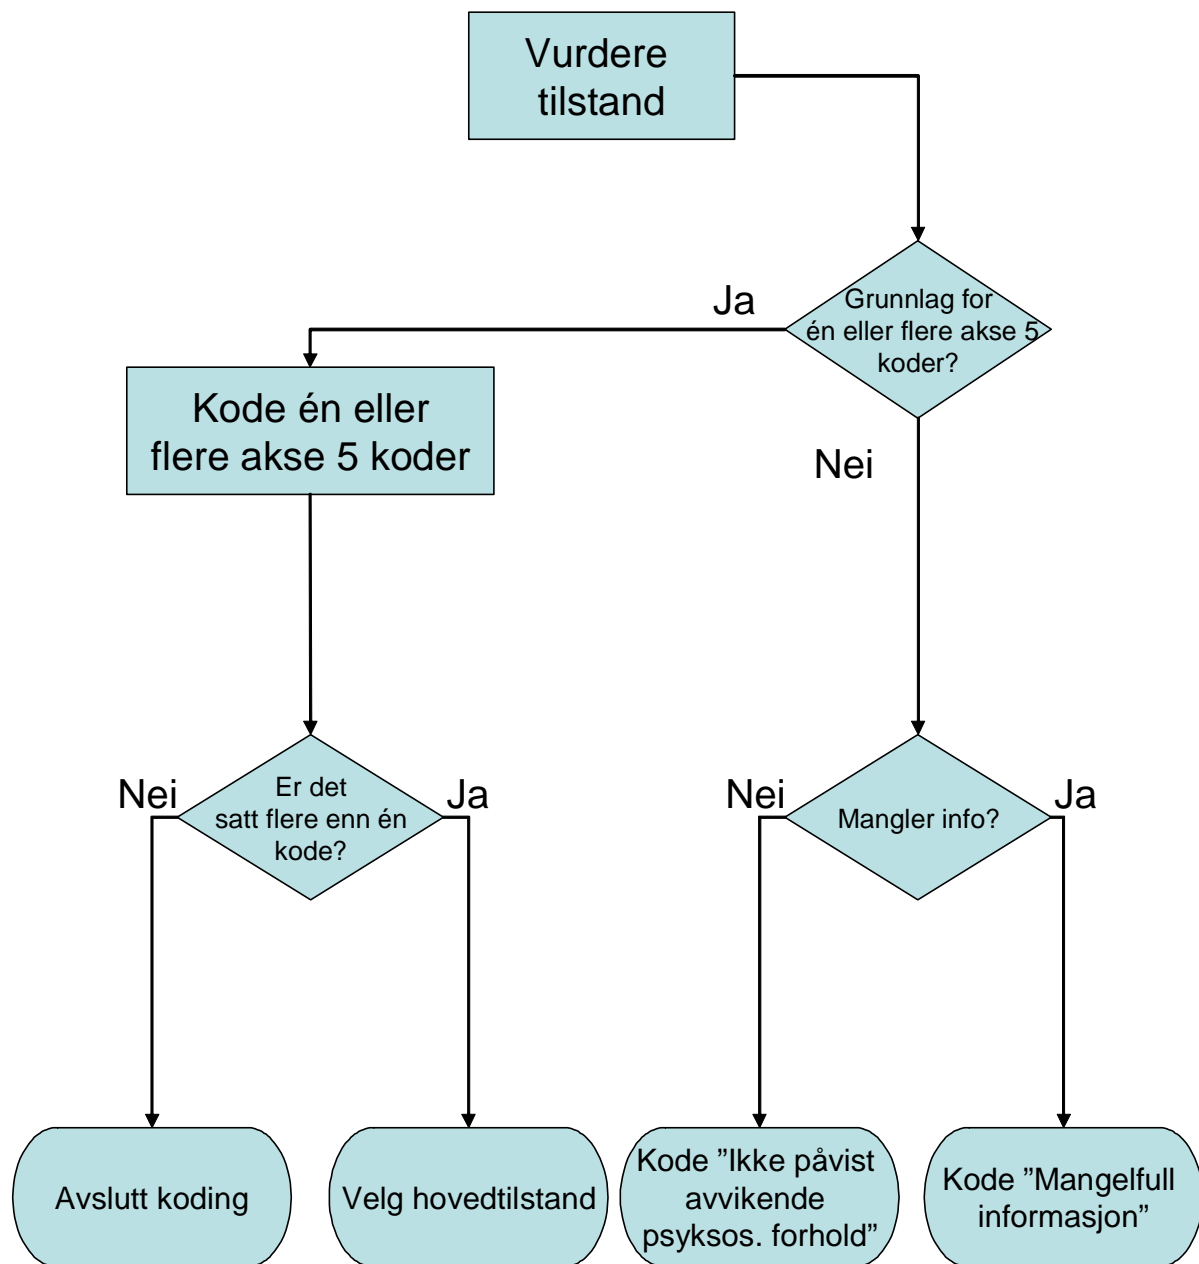 Vurdere
tilstand
Ja
Grunnlag for
én eller flere akse 5
koder?
Kode én eller
flere akse 5 koder
Nei
Nei
Er det
satt flere enn én
kode?
Ja
Nei
Mangler info?
Ja
Avslutt koding
Velg hovedtilstand
Kode ”Ikke påvist
avvikende
psyksos. forhold”
Kode ”Mangelfull
informasjon”